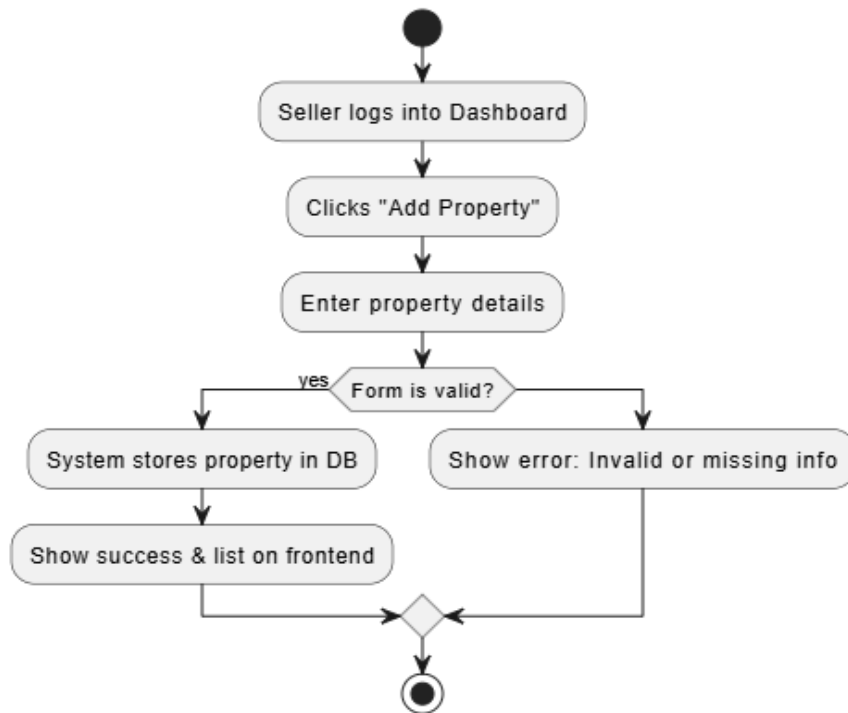 Seller logs into Dashboard
Clicks "Add Property"
Enter property details
yes
Form is valid?
System stores property in DB
Show error: Invalid or missing info
Show success & list on frontend